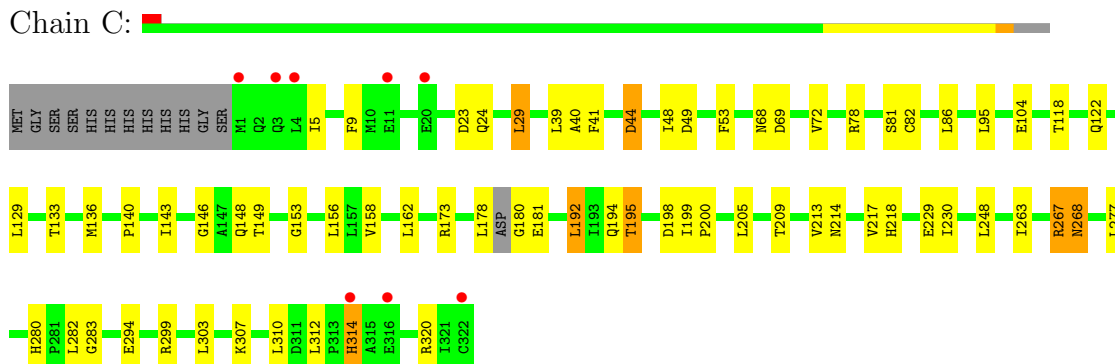 Chain C:
MET GLY SER SER HIS HIS HIS HIS HIS HIS GLY SER M1 Q2 Q3 L4 I5 F9 M10 E11 E20 D23 Q24 L29 L39 A40 F41 D44 I48 D49 F53 N68 D69 V72 R78 S81 C82 L86 L95 E104 T118 Q122
L129 T133 M136 P140 I143 G146 A147 Q148 T149 G153 L156 L157 V158 L162 R173 L178 ASP G180 E181 L192 I193 Q194 T195 D198 I199 P200 L205 T209 V213 N214 V217 H218 E229 I230 L248 I263 R267 N268 L277
H280 P281 L282 G283 E294 R299 L303 K307 L310 D311 L312 P313 H314 A315 E316 R320 I321 C322